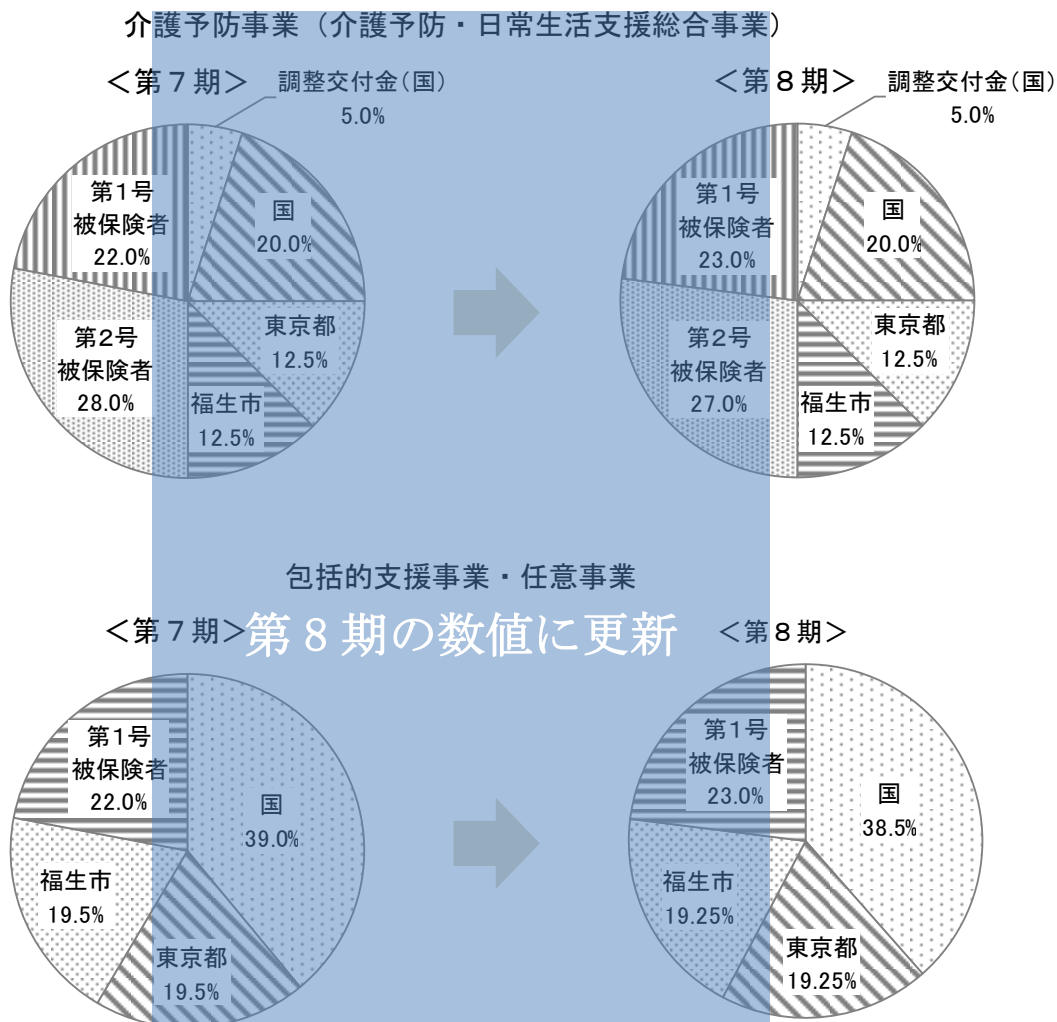 介護予防事業（介護予防・日常生活支援総合事業）
＜第７期＞
調整交付金（国）
5.0%
国
20.0%
東京都
12.5%
福生市
12.5%
第２号
被保険者
28.0%
第１号
被保険者
22.0%
＜第８期＞
調整交付金（国）
5.0%
国
20.0%
東京都
12.5%
福生市
12.5%
第２号
被保険者
27.0%
第１号
被保険者
23.0%
包括的支援事業・任意事業
第８期の数値に更新
＜第７期＞
国
39.0%
東京都
19.5%
福生市
19.5%
第１号
被保険者
22.0%
＜第８期＞
国
38.5%
東京都
19.25%
福生市
19.25%
第１号
被保険者
23.0%